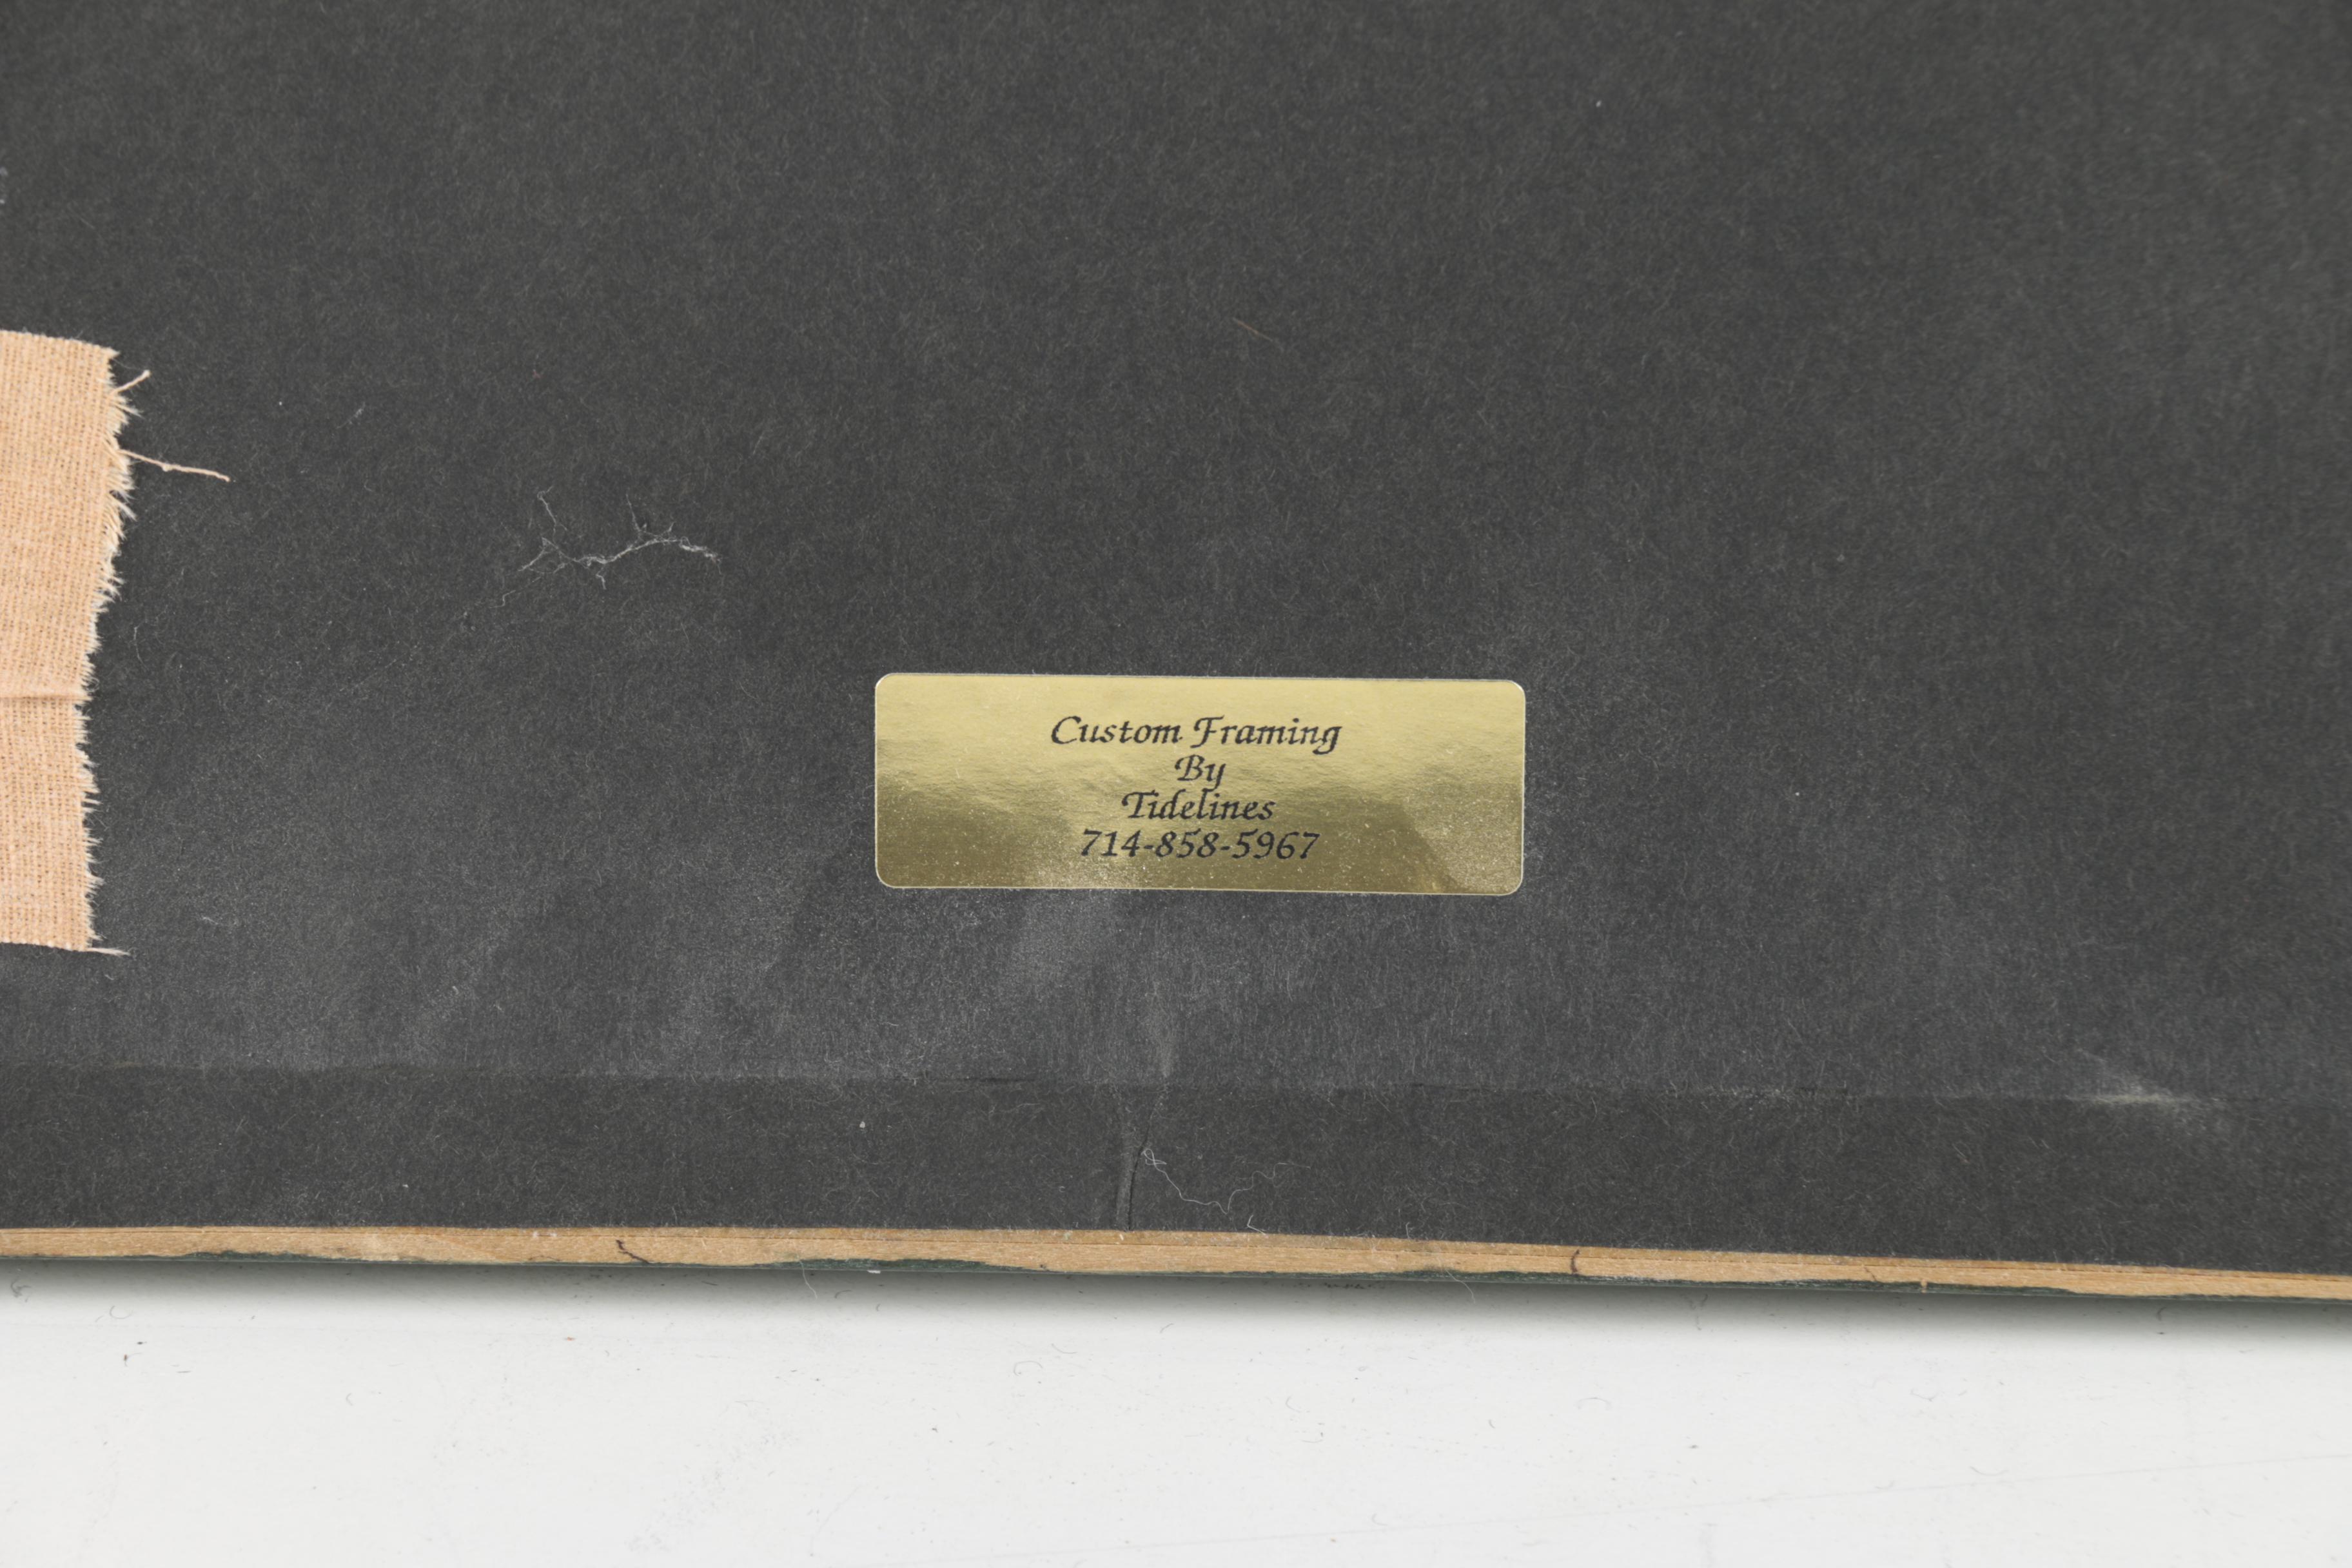 Custom Framing
By
Tidelines
714-858-5967